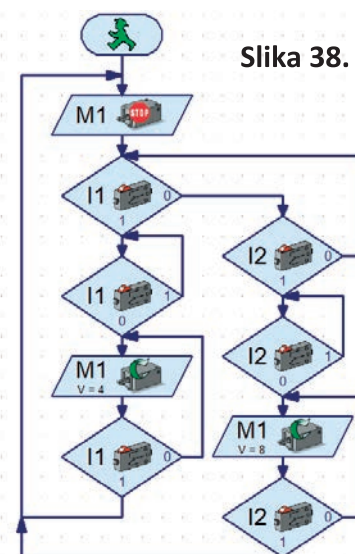 Slika 38.
M1 STOP
I1 0
1
I2 0
1
I1 1
0
I2 1
0
M1
V = 4
M1
V = 8
I1 0
1
I2 0
1